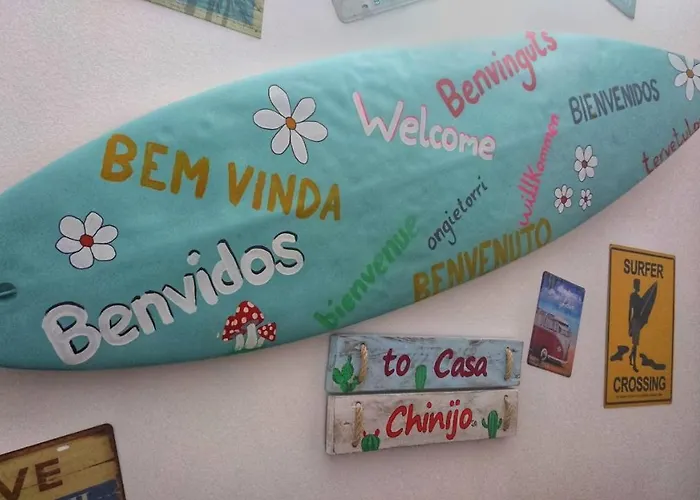 BEM VINDA
Benvidos
Welcome
Benvinguts
BIENVENIDOS
bienvenue
ongietorri
willkommen
BENVENUTO
to Casa
Chinijo
SURFER
CROSSING